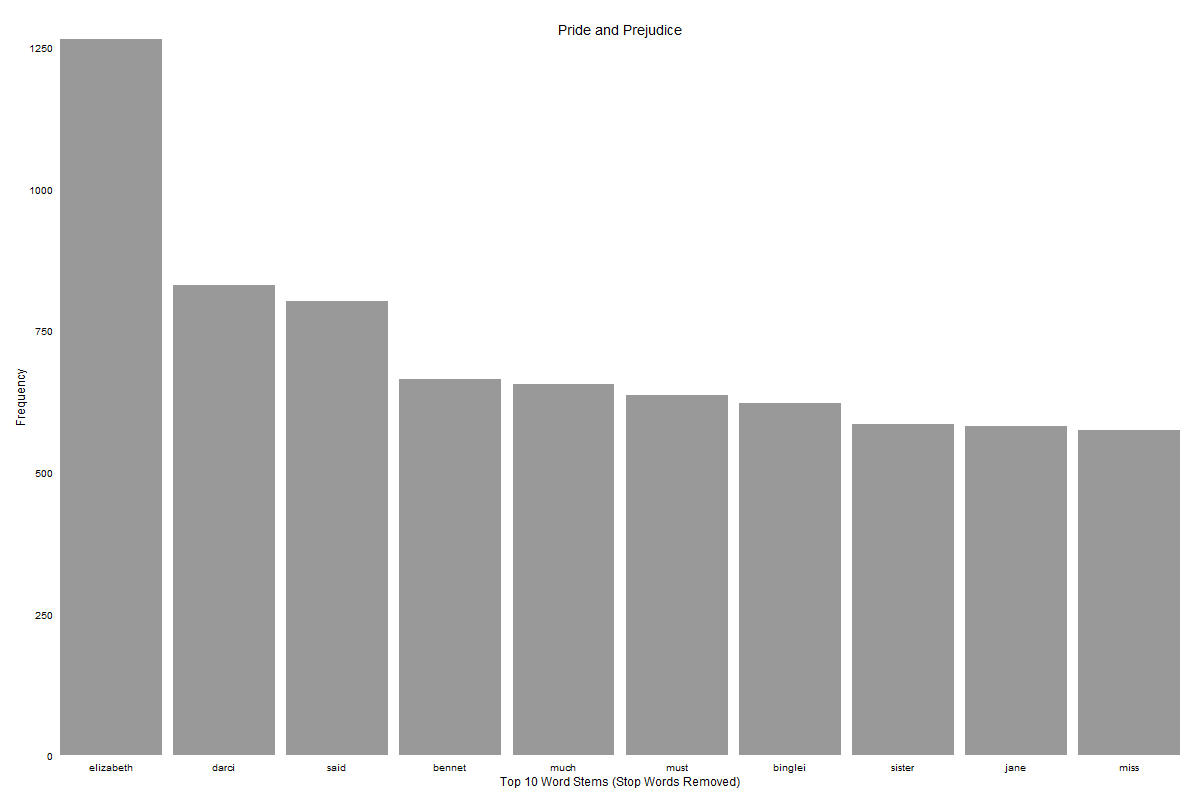 Pride and Prejudice
1250
1000
750
500
250
0
Frequency
elizabeth darci said bennet much must binglei sister jane miss
Top 10 Word Stems (Stop Words Removed)